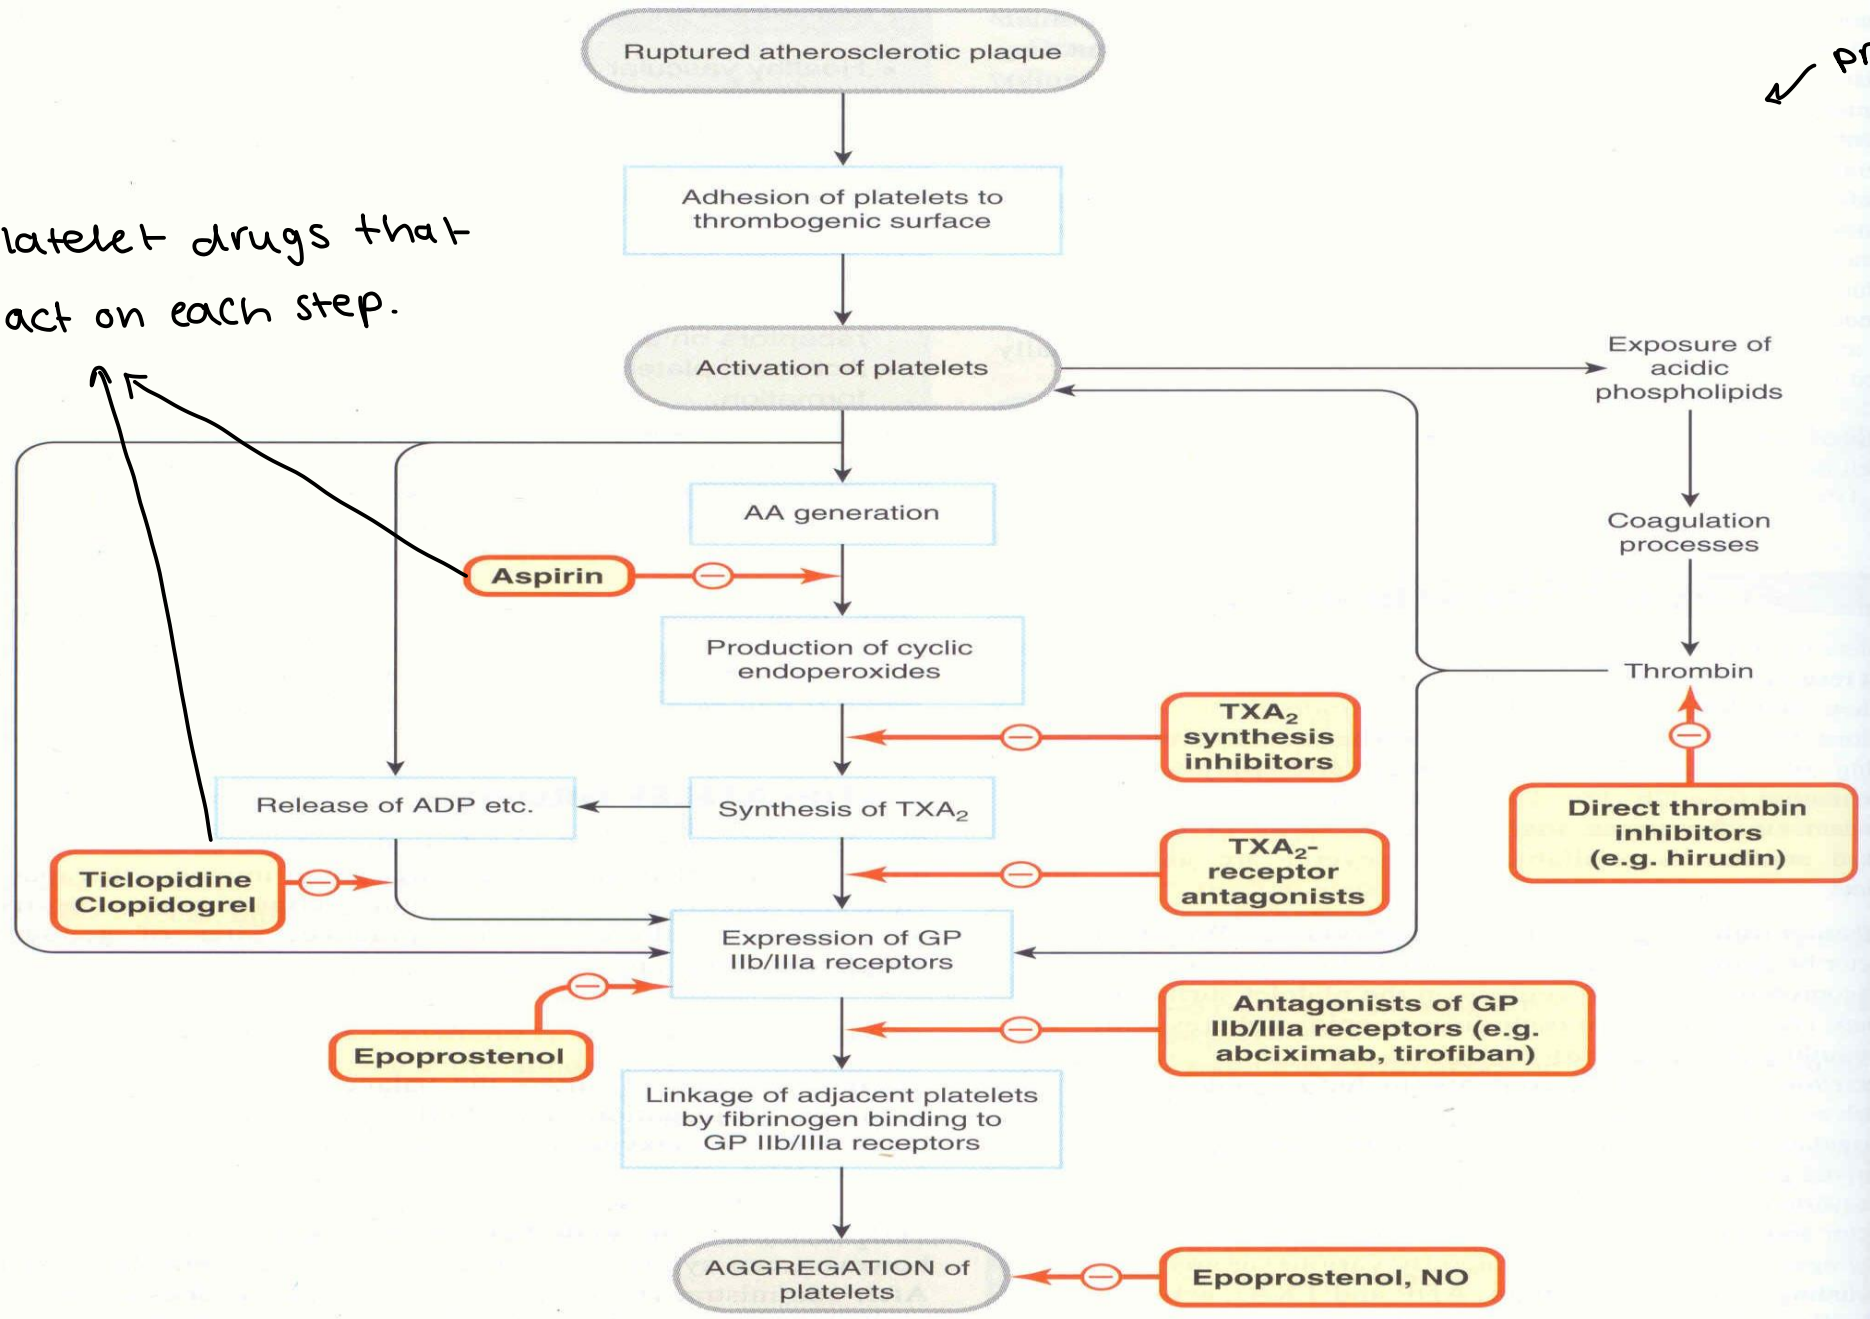 Ruptured atherosclerotic plaque
Adhesion of platelets to
thrombogenic surface
latelet drugs that
act on each step.
Activation of platelets
Exposure of
acidic
phospholipids
AA generation
Coagulation
processes
Aspirin
Production of cyclic
endoperoxides
Thrombin
TXA₂
synthesis
inhibitors
Release of ADP etc.
Synthesis of TXA₂
Direct thrombin
inhibitors
(e.g. hirudin)
TXA₂-
receptor
antagonists
Ticlopidine
Clopidogrel
Expression of GP
IIb/IIIa receptors
Antagonists of GP
IIb/IIIa receptors (e.g.
abciximab, tirofiban)
Epoprostenol
Linkage of adjacent platelets
by fibrinogen binding to
GP IIb/IIIa receptors
AGGREGATION of
platelets
Epoprostenol, NO